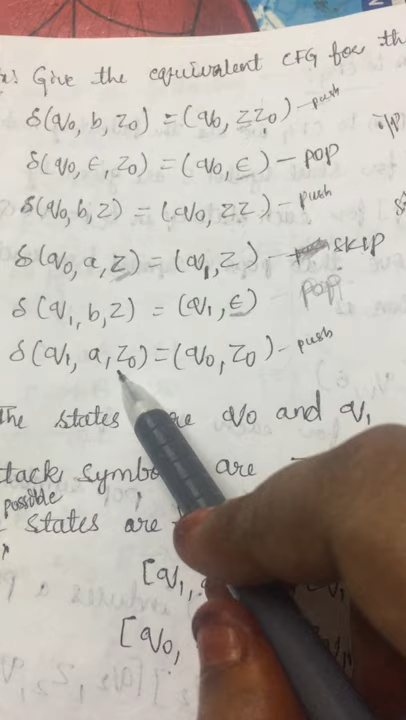 Give the equivalent CFG for th
δ(q0, b, Z0) = (q0, ZZ0) – push
δ(q0, ε, Z0) = (q0, ε) – pop
δ(q0, b, Z) = (q0, ZZ) – push
δ(q0, a, Z) = (q1, Z) – SKIP
δ(q1, b, Z) = (q1, ε) pop
δ(q1, a, Z0) = (q0, Z0) – push
The states are q0 and q1
tack symbo are
possible
states are
[q1,
[q0,